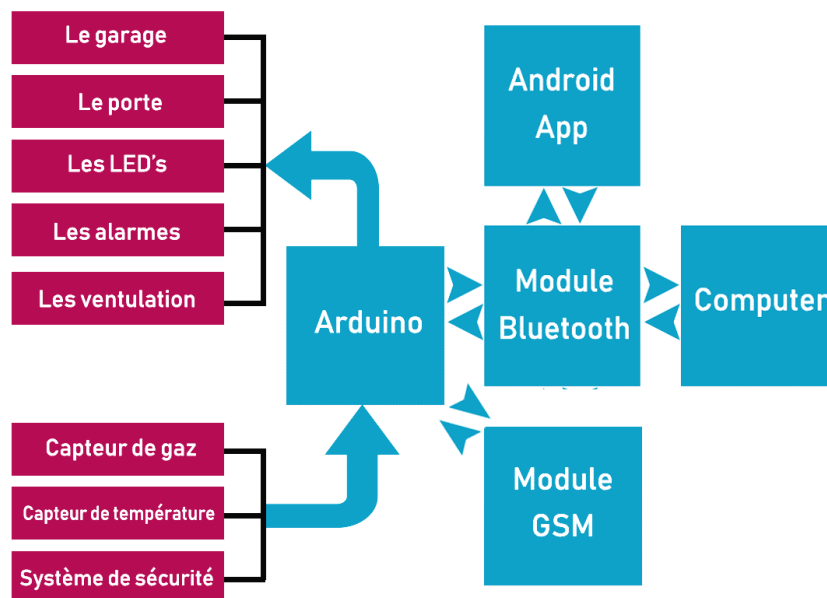 Le garage
Le porte
Les LED's
Les alarmes
Les ventulation
Capteur de gaz
Capteur de température
Système de sécurité
Arduino
Android
App
Module
Bluetooth
Computer
Module
GSM